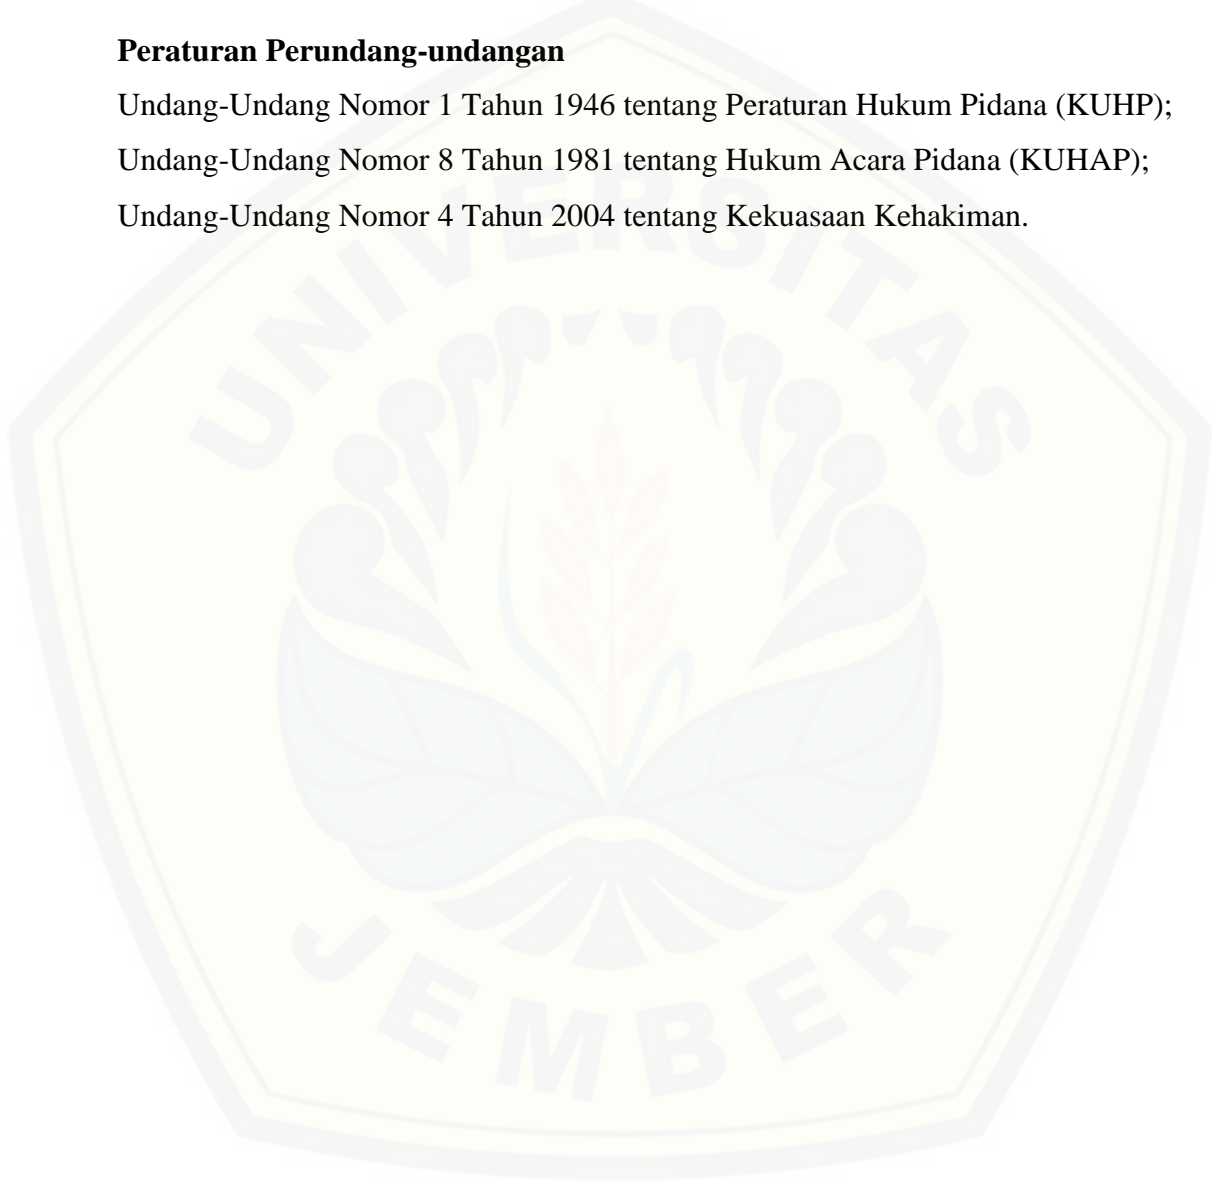 Peraturan Perundang-undangan
Undang-Undang Nomor 1 Tahun 1946 tentang Peraturan Hukum Pidana (KUHP);
Undang-Undang Nomor 8 Tahun 1981 tentang Hukum Acara Pidana (KUHAP);
Undang-Undang Nomor 4 Tahun 2004 tentang Kekuasaan Kehakiman.
UNIVERSITAS
JEMBER